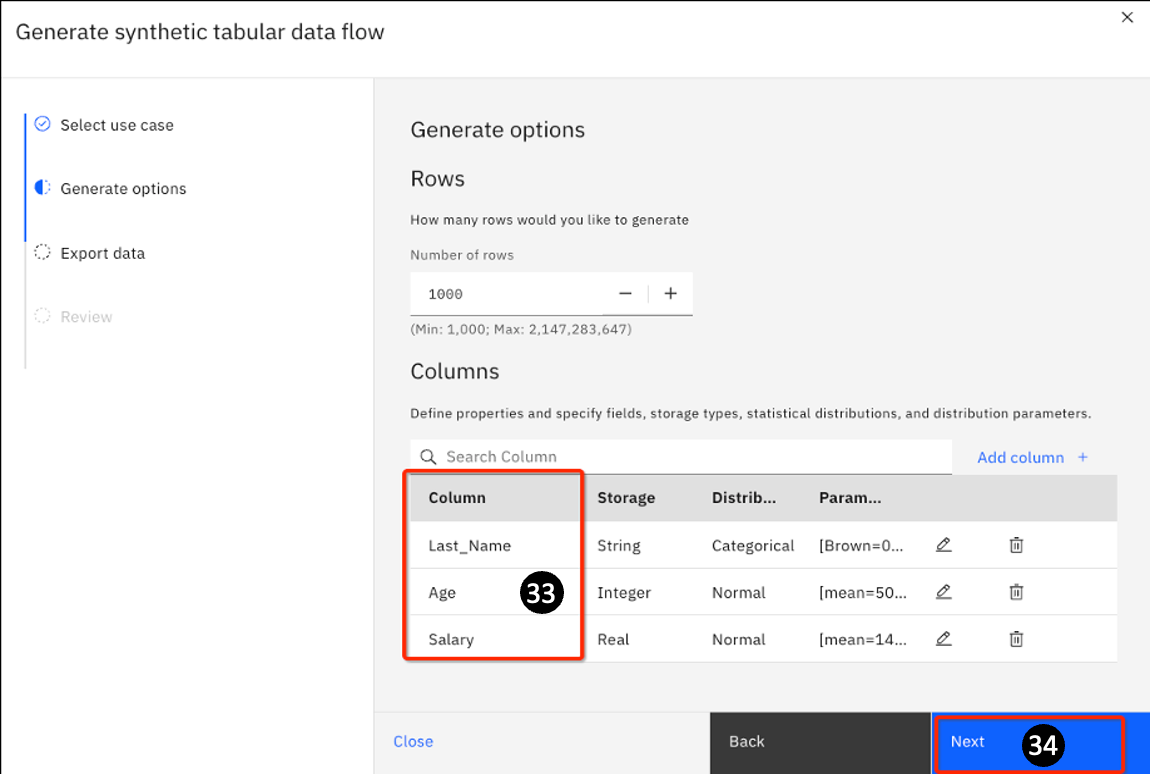 Generate synthetic tabular data flow
Select use case
Generate options
Export data
Review
Generate options
Rows
How many rows would you like to generate
Number of rows
1000
(Min: 1,000; Max: 2,147,283,647)
Columns
Define properties and specify fields, storage types, statistical distributions, and distribution parameters.
Search Column
Add column +
Column Storage Distrib... Param...
Last_Name String Categorical [Brown=0...
Age 33 Integer Normal [mean=50...
Salary Real Normal [mean=14...
Close Back Next 34